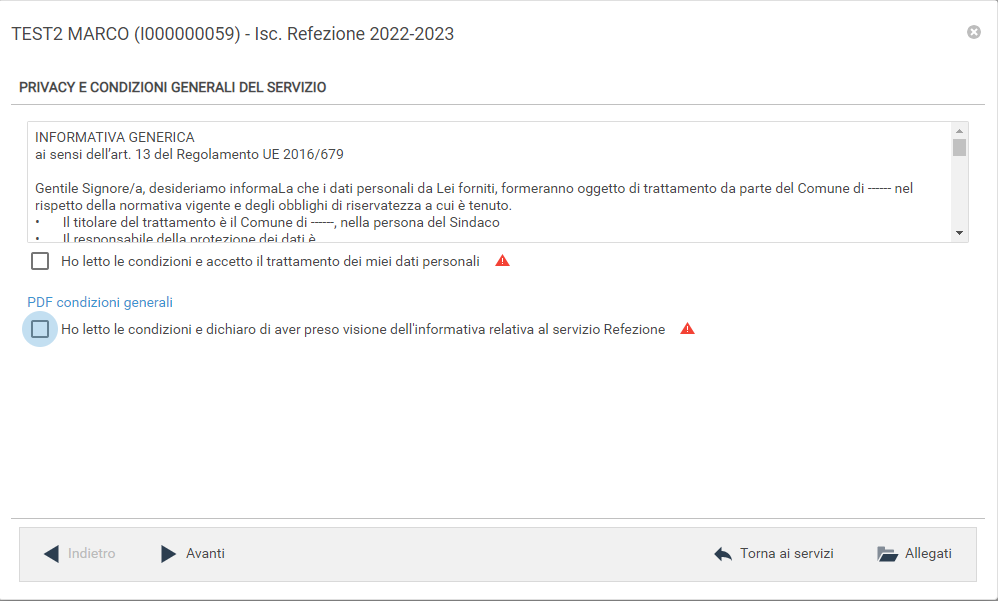 TEST2 MARCO (I000000059) - Isc. Refezione 2022-2023
PRIVACY E CONDIZIONI GENERALI DEL SERVIZIO
INFORMATIVA GENERICA
ai sensi dell'art. 13 del Regolamento UE 2016/679
Gentile Signore/a, desideriamo informaLa che i dati personali da Lei forniti, formeranno oggetto di trattamento da parte del Comune di ------ nel
rispetto della normativa vigente e degli obblighi di riservatezza a cui è tenuto.
• Il titolare del trattamento è il Comune di ------, nella persona del Sindaco
• Il responsabile della protezione dei dati è
Ho letto le condizioni e accetto il trattamento dei miei dati personali
PDF condizioni generali
Ho letto le condizioni e dichiaro di aver preso visione dell'informativa relativa al servizio Refezione
Indietro Avanti Torna ai servizi Allegati